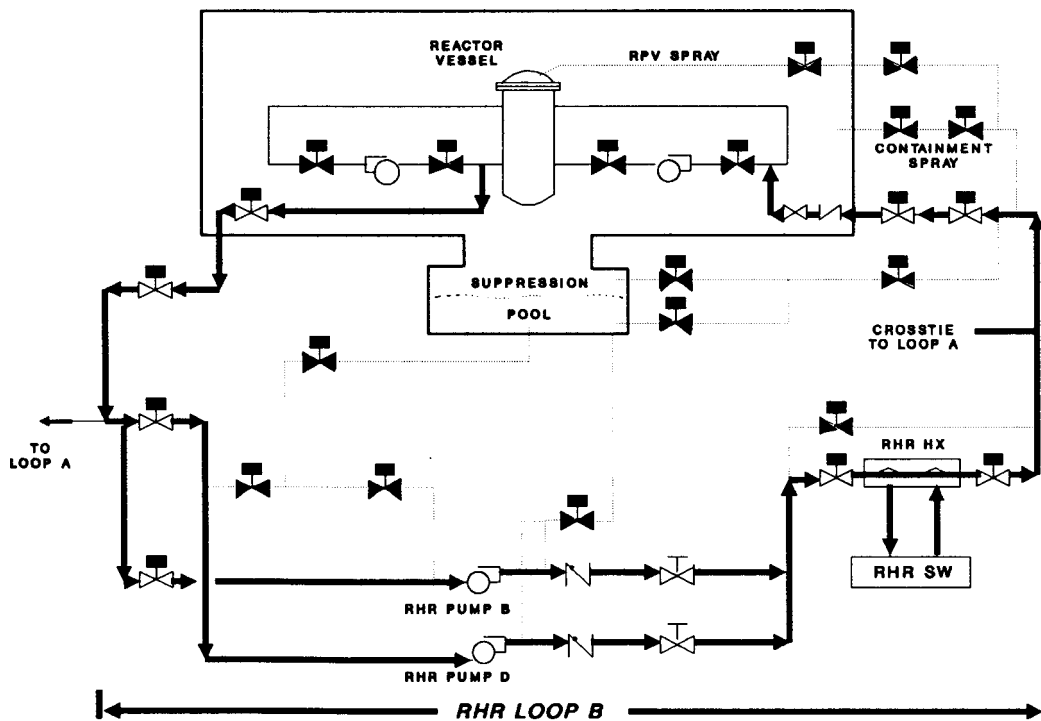 REACTOR
VESSEL
RPV SPRAY
CONTAINMENT
SPRAY
SUPPRESSION
POOL
CROSSTIE
TO LOOP A
TO
LOOP A
RHR HX
RHR SW
RHR PUMP B
RHR PUMP D
RHR LOOP B